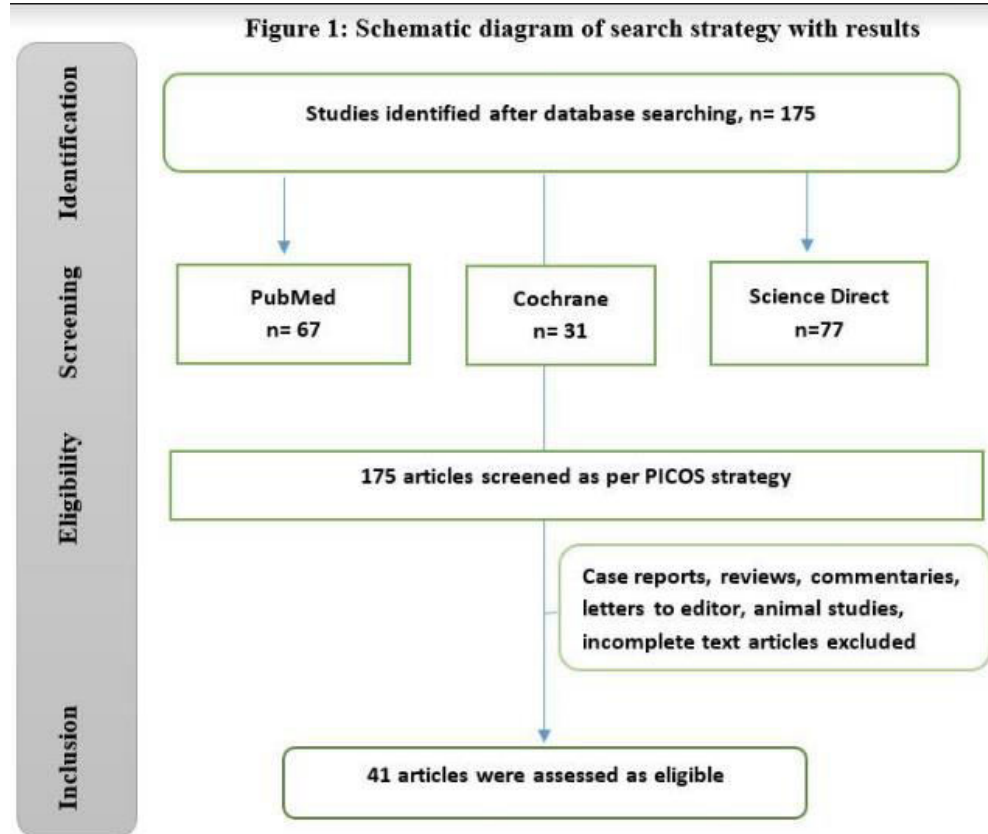 Figure 1: Schematic diagram of search strategy with results
Identification
Studies identified after database searching, n= 175
Screening
PubMed
n= 67
Cochrane
n= 31
Science Direct
n=77
Eligibility
175 articles screened as per PICOS strategy
Case reports, reviews, commentaries,
letters to editor, animal studies,
incomplete text articles excluded
Inclusion
41 articles were assessed as eligible